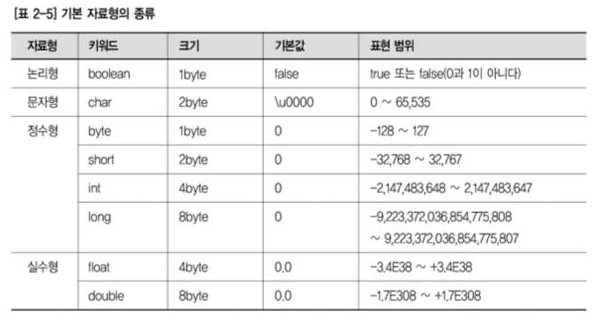 [표 2-5] 기본 자료형의 종류
자료형 키워드 크기 기본값 표현 범위
논리형 boolean 1byte false true 또는 false(0과 1이 아니다)
문자형 char 2byte \u0000 0 ~ 65,535
정수형 byte 1byte 0 -128 ~ 127
short 2byte 0 -32,768 ~ 32,767
int 4byte 0 -2,147,483,648 ~ 2,147,483,647
long 8byte 0 -9,223,372,036,854,775,808
~ 9,223,372,036,854,775,807
실수형 float 4byte 0.0 -3.4E38 ~ +3.4E38
double 8byte 0.0 -1.7E308 ~ +1.7E308